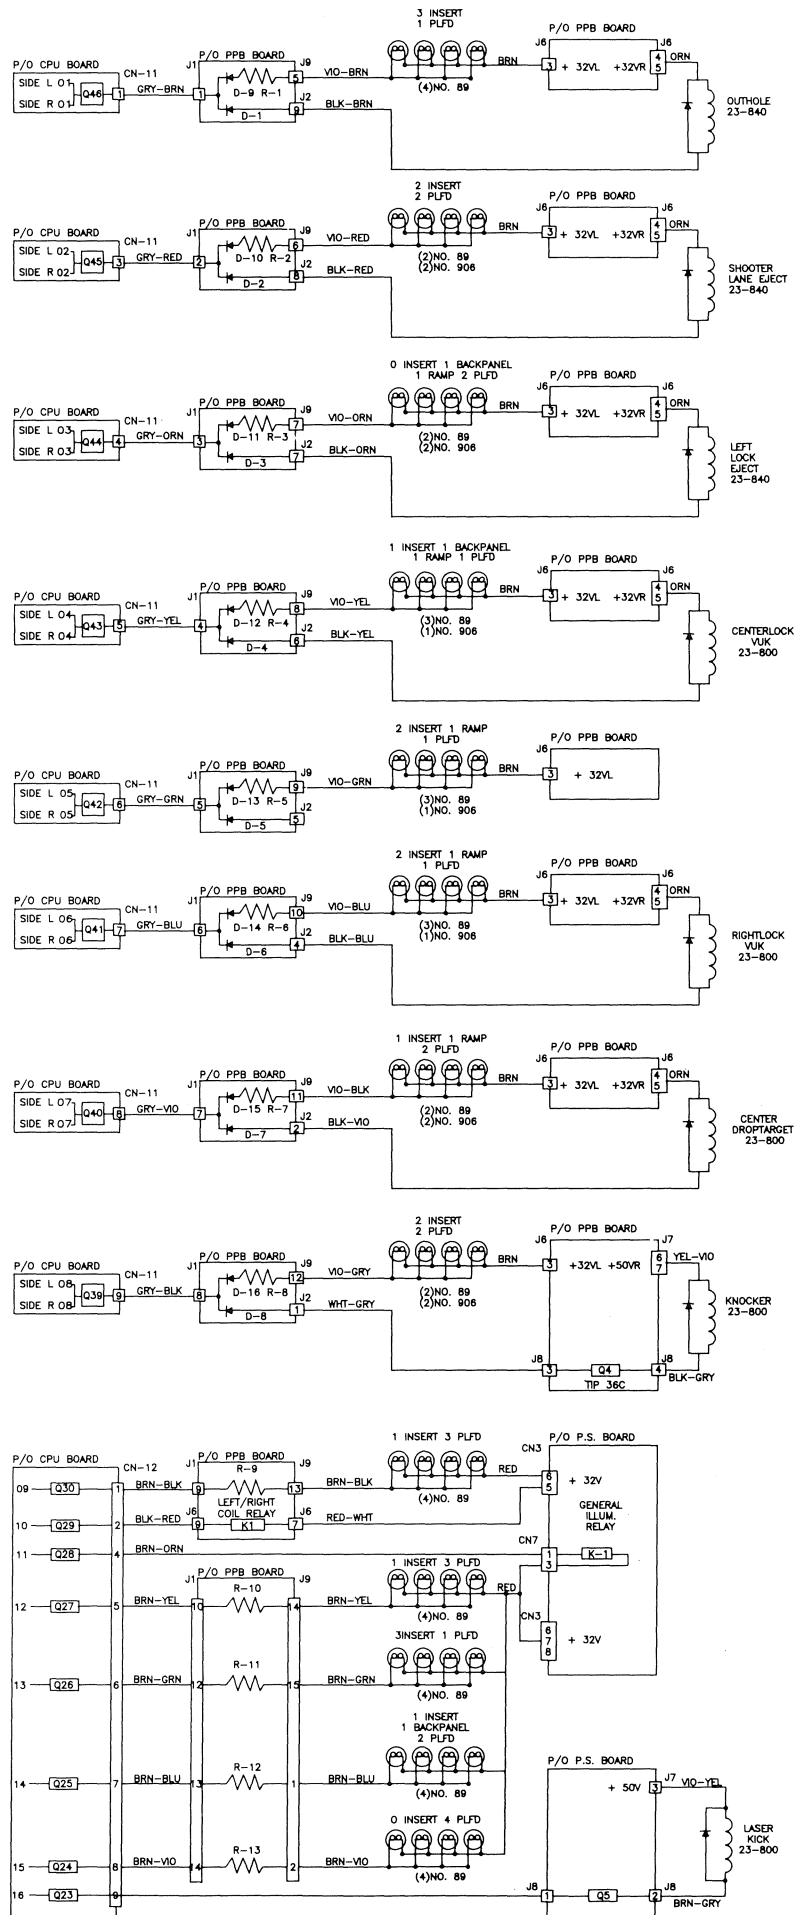 3 INSERT
1 PLFD
P/O CPU BOARD
CN-11
J1
P/O PPB BOARD
J9
J6
P/O PPB BOARD
J6
SIDE L 01
SIDE R 01
Q46
1
GRY-BRN
1
D-9 R-1
5
VIO-BRN
D-1
J2
9
BLK-BRN
(4)NO. 89
BRN
3
+ 32VL +32VR
4
5
ORN
OUTHOLE
23-840
2 INSERT
2 PLFD
P/O CPU BOARD
CN-11
J1
P/O PPB BOARD
J9
J6
P/O PPB BOARD
J6
SIDE L 02
SIDE R 02
Q45
3
GRY-RED
2
D-10 R-2
6
VIO-RED
D-2
J2
8
BLK-RED
(2)NO. 89
(2)NO. 906
BRN
3
+ 32VL +32VR
4
5
ORN
SHOOTER
LANE EJECT
23-840
0 INSERT 1 BACKPANEL
1 RAMP 2 PLFD
P/O CPU BOARD
CN-11
J1
P/O PPB BOARD
J9
J6
P/O PPB BOARD
J6
SIDE L 03
SIDE R 03
Q44
4
GRY-ORN
3
D-11 R-3
7
VIO-ORN
D-3
J2
7
BLK-ORN
(2)NO. 89
(2)NO. 906
BRN
3
+ 32VL +32VR
4
5
ORN
LEFT
LOCK
EJECT
23-840
1 INSERT 1 BACKPANEL
1 RAMP 1 PLFD
P/O CPU BOARD
CN-11
J1
P/O PPB BOARD
J9
J6
P/O PPB BOARD
J6
SIDE L 04
SIDE R 04
Q43
5
GRY-YEL
4
D-12 R-4
8
VIO-YEL
D-4
J2
6
BLK-YEL
(3)NO. 89
(1)NO. 906
BRN
3
+ 32VL +32VR
4
5
ORN
CENTERLOCK
VUK
23-800
2 INSERT 1 RAMP
1 PLFD
P/O CPU BOARD
CN-11
J1
P/O PPB BOARD
J9
J6
P/O PPB BOARD
SIDE L 05
SIDE R 05
Q42
6
GRY-GRN
5
D-13 R-5
9
VIO-GRN
D-5
J2
5
(3)NO. 89
(1)NO. 906
BRN
3
+ 32VL
2 INSERT 1 RAMP
1 PLFD
P/O CPU BOARD
CN-11
J1
P/O PPB BOARD
J9
J6
P/O PPB BOARD
J6
SIDE L 06
SIDE R 06
Q41
7
GRY-BLU
6
D-14 R-6
10
VIO-BLU
D-6
J2
4
BLK-BLU
(3)NO. 89
(1)NO. 906
BRN
3
+ 32VL +32VR
4
5
ORN
RIGHTLOCK
VUK
23-800
1 INSERT 1 RAMP
2 PLFD
P/O CPU BOARD
CN-11
J1
P/O PPB BOARD
J9
J6
P/O PPB BOARD
J6
SIDE L 07
SIDE R 07
Q40
8
GRY-VIO
7
D-15 R-7
11
VIO-BLK
D-7
J2
2
BLK-VIO
(2)NO. 89
(2)NO. 906
BRN
3
+ 32VL +32VR
4
5
ORN
CENTER
DROPTARGET
23-800
2 INSERT
2 PLFD
P/O CPU BOARD
CN-11
J1
P/O PPB BOARD
J9
J6
P/O PPB BOARD
J7
SIDE L 08
SIDE R 08
Q39
9
GRY-BLK
8
D-16 R-8
12
VIO-GRY
D-8
J2
1
WHT-GRY
(2)NO. 89
(2)NO. 906
BRN
3
+32VL +50VR
6
7
YEL-VIO
KNOCKER
23-800
J8
3
Q4
TIP 36C
J8
4
BLK-GRY
P/O CPU BOARD
CN-12
J1
P/O PPB BOARD
J9
1 INSERT 3 PLFD
CN3
P/O P.S. BOARD
09
Q30
1
BRN-BLK
9
R-9
13
BRN-BLK
(4)NO. 89
RED
6
5
+ 32V
LEFT/RIGHT
COIL RELAY
10
Q29
2
BLK-RED
J6
9
K1
J6
7
RED-WHT
GENERAL
ILLUM.
RELAY
11
Q28
4
BRN-ORN
CN7
1
3
K-1
J1
P/O PPB BOARD
J9
1 INSERT 3 PLFD
12
Q27
5
BRN-YEL
10
R-10
14
BRN-YEL
(4)NO. 89
RED
CN3
6
7
8
+ 32V
3INSERT 1 PLFD
13
Q26
6
BRN-GRN
12
R-11
15
BRN-GRN
(4)NO. 89
1 INSERT
1 BACKPANEL
2 PLFD
14
Q25
7
BRN-BLU
13
R-12
1
BRN-BLU
(4)NO. 89
P/O P.S. BOARD
+ 50V
3
J7
VIO-YEL
0 INSERT 4 PLFD
15
Q24
8
BRN-VIO
14
R-13
2
BRN-VIO
(4)NO. 89
LASER
KICK
23-800
16
Q23
9
J8
1
Q5
J8
2
BRN-GRY